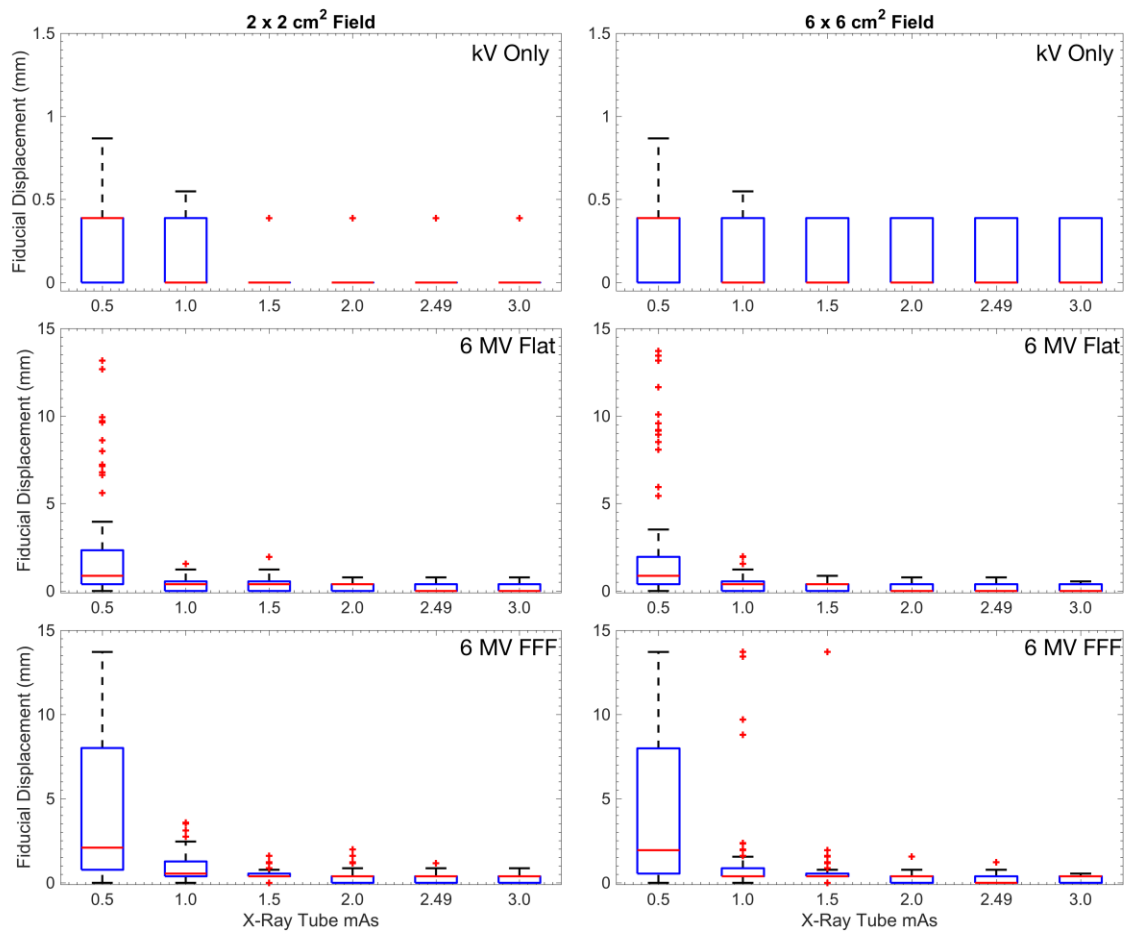 2 x 2 cm² Field
6 x 6 cm² Field
kV Only
kV Only
Fiducial Displacement (mm)
1.5
1
0.5
0
0.5 1.0 1.5 2.0 2.49 3.0
1.5
1
0.5
0
0.5 1.0 1.5 2.0 2.49 3.0
6 MV Flat
6 MV Flat
Fiducial Displacement (mm)
15
10
5
0
0.5 1.0 1.5 2.0 2.49 3.0
Fiducial Displacement (mm)
15
10
5
0
0.5 1.0 1.5 2.0 2.49 3.0
6 MV FFF
6 MV FFF
Fiducial Displacement (mm)
15
10
5
0
0.5 1.0 1.5 2.0 2.49 3.0
X-Ray Tube mAs
Fiducial Displacement (mm)
15
10
5
0
0.5 1.0 1.5 2.0 2.49 3.0
X-Ray Tube mAs